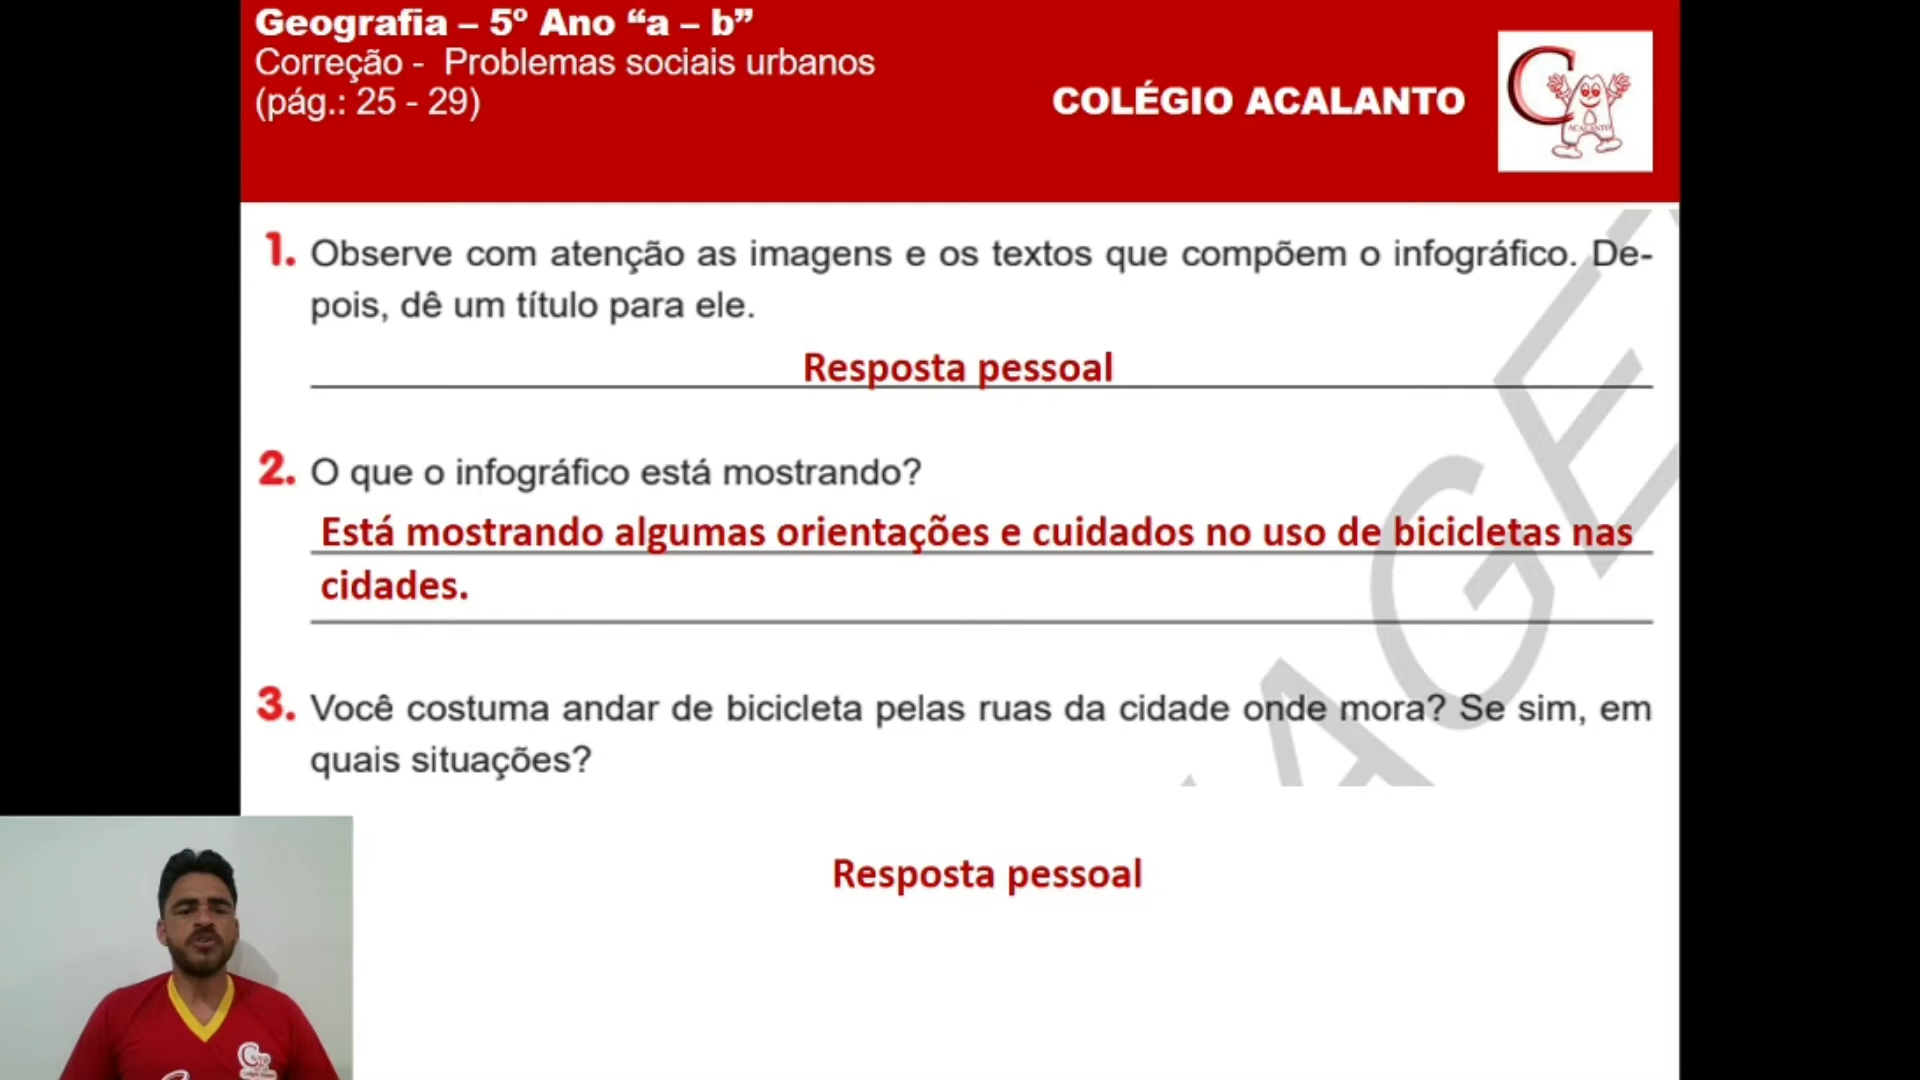 Geografia – 5º Ano “a – b”
Correção - Problemas sociais urbanos
(pág.: 25 - 29)
COLÉGIO ACALANTO
ACALANTO
1. Observe com atenção as imagens e os textos que compõem o infográfico. De-
pois, dê um título para ele.
Resposta pessoal
2. O que o infográfico está mostrando?
Está mostrando algumas orientações e cuidados no uso de bicicletas nas
cidades.
3. Você costuma andar de bicicleta pelas ruas da cidade onde mora? Se sim, em
quais situações?
Resposta pessoal